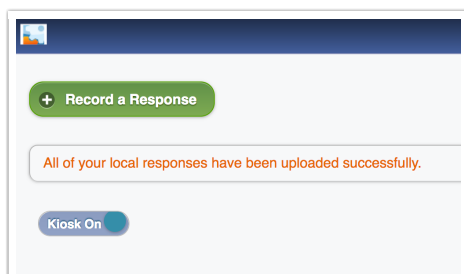 Record a Response
All of your local responses have been uploaded successfully.
Kiosk On